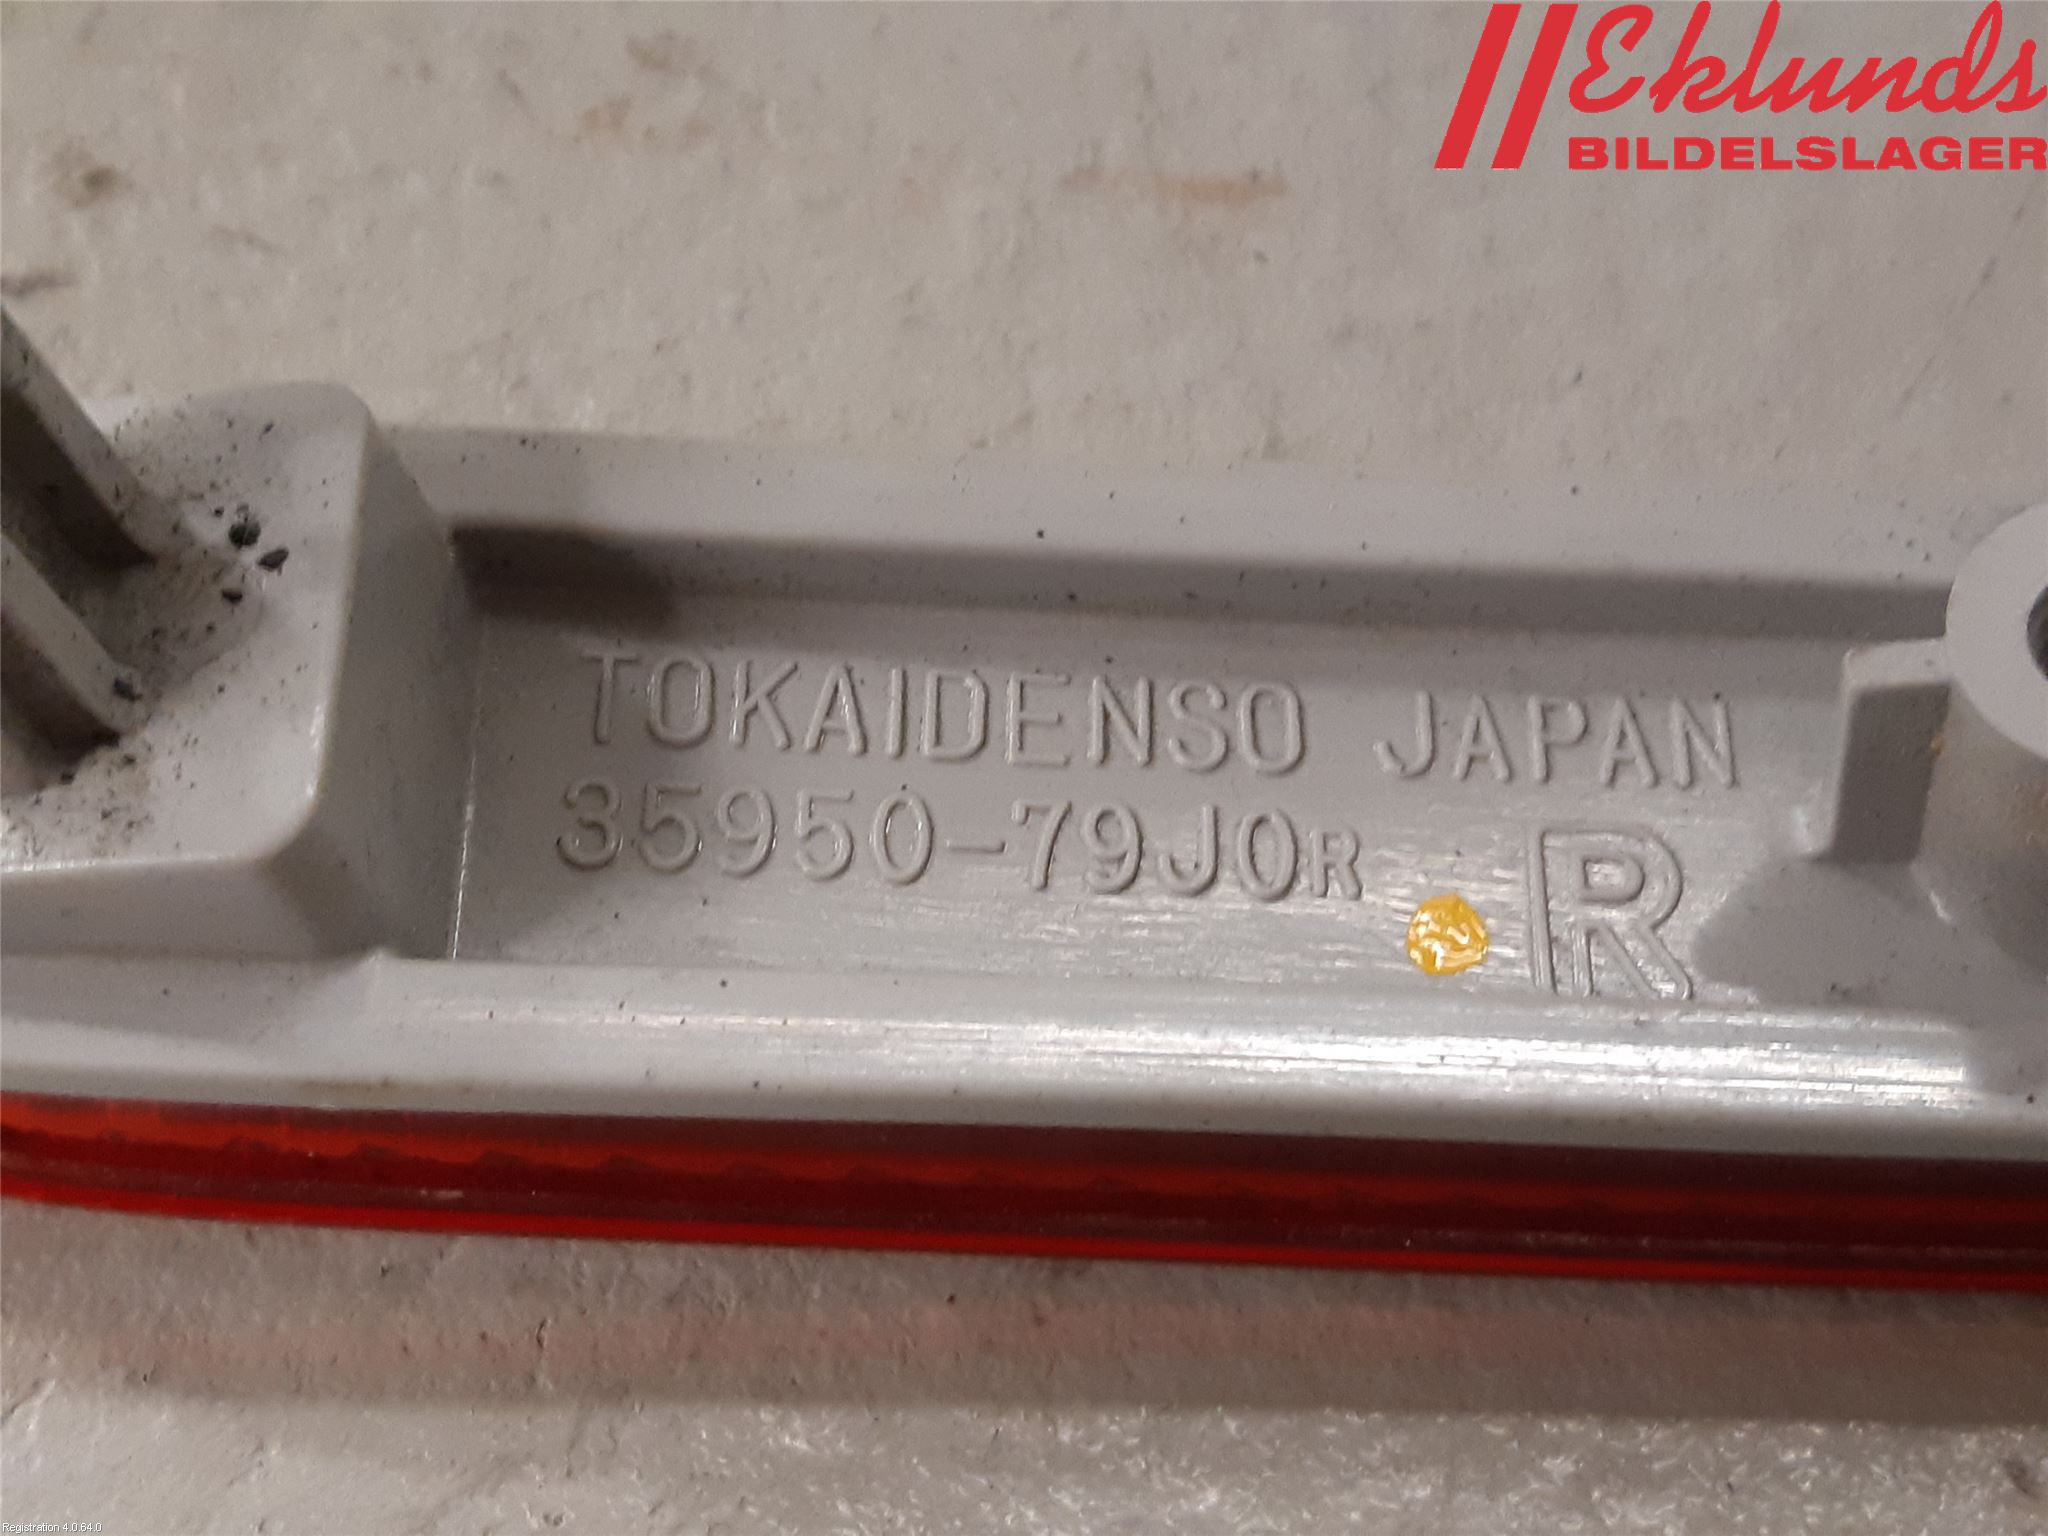 Eklunds
BILDELSLAGER
TOKAIDENSO JAPAN
35950-79J0R
R
Registration 4.0.64.0